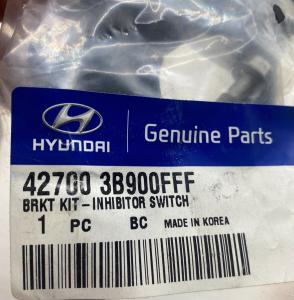 HYUNDAI
Genuine Parts
42700 3B900FFF
BRKT KIT-INHIBITOR SWITCH
1 PC BC MADE IN KOREA